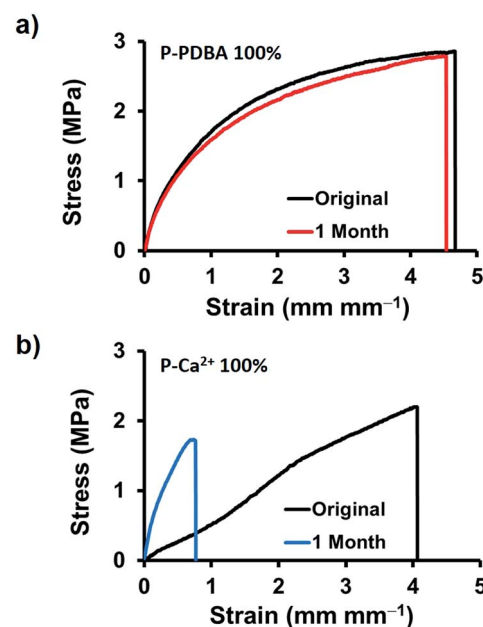 a)
P-PDBA 100%
3
2
1
0
Stress (MPa)
Original
1 Month
0 1 2 3 4 5
Strain (mm mm⁻¹)
b)
P-Ca²⁺ 100%
3
2
1
0
Stress (MPa)
Original
1 Month
0 1 2 3 4 5
Strain (mm mm⁻¹)